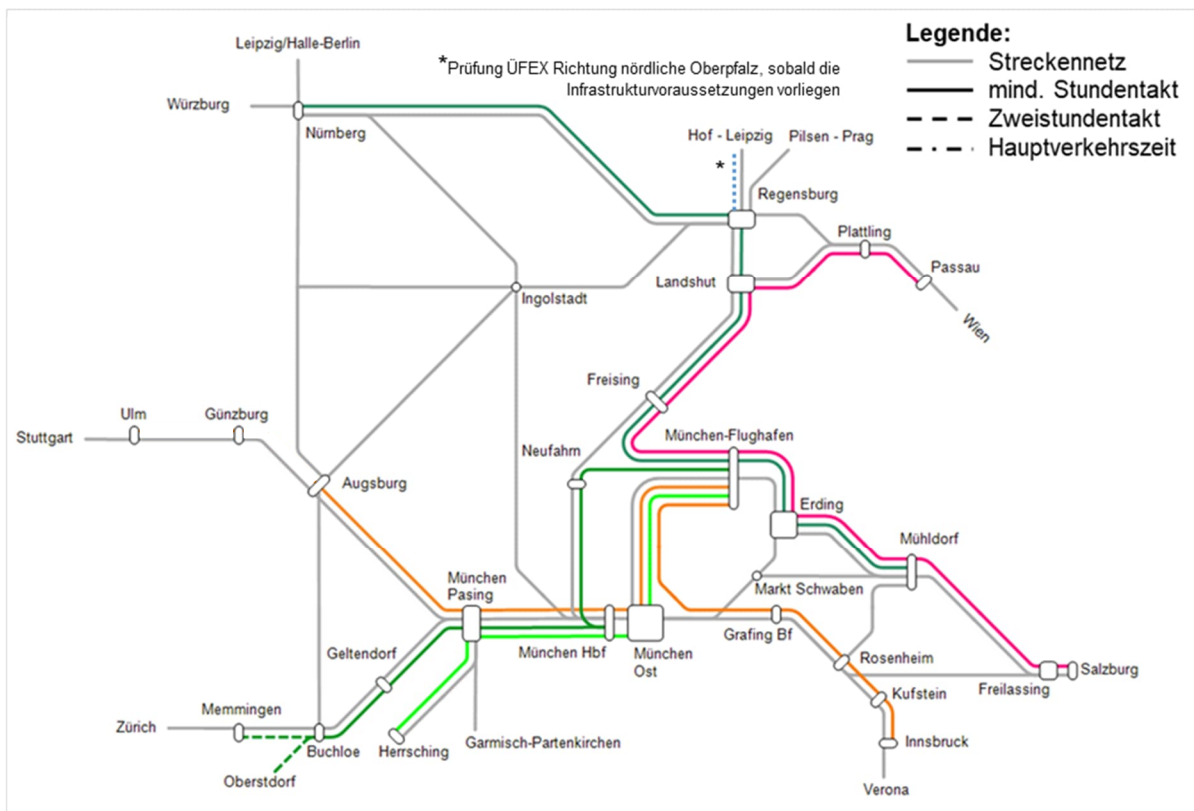 Legende:
Streckennetz
mind. Stundentakt
Zweistundentakt
Hauptverkehrszeit
Leipzig/Halle-Berlin
*Prüfung ÜFEX Richtung nördliche Oberpfalz, sobald die
Infrastrukturvoraussetzungen vorliegen
Würzburg
Nürnberg
Hof - Leipzig
Pilsen - Prag
*
Regensburg
Plattling
Passau
Landshut
Ingolstadt
Wien
Freising
Ulm
Günzburg
Stuttgart
München-Flughafen
Neufahrn
Augsburg
Erding
Mühldorf
München
Pasing
Markt Schwaben
Geltendorf
München Hbf
München
Ost
Grafing Bf
Rosenheim
Salzburg
Freilassing
Kufstein
Memmingen
Zürich
Buchloe
Herrsching
Garmisch-Partenkirchen
Innsbruck
Oberstdorf
Verona